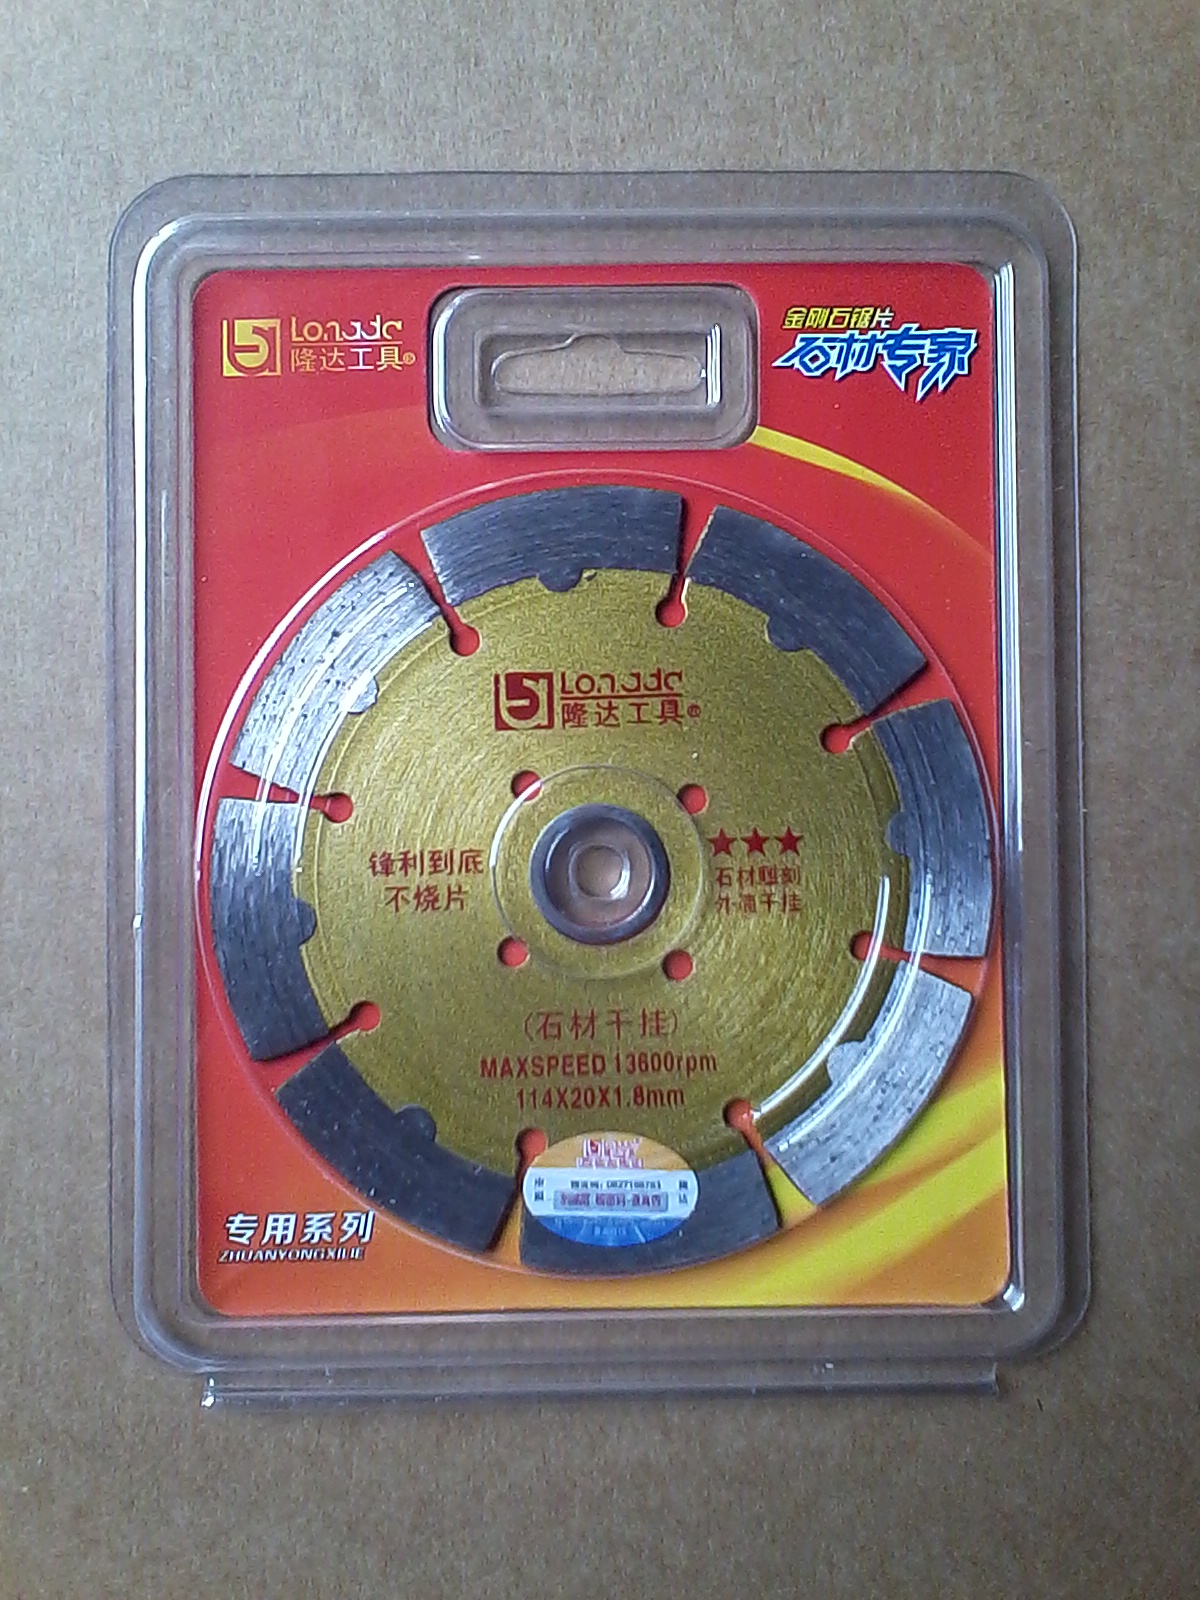 Longda
隆达工具®
金刚石锯片
石材专家
Longda
隆达工具®
锋利到底
不烧片
★★★
石材雕刻
外墙干挂
(石材干挂)
MAXSPEED 13600rpm
114X20X1.8mm
专用系列
ZHUANYONGXILIE